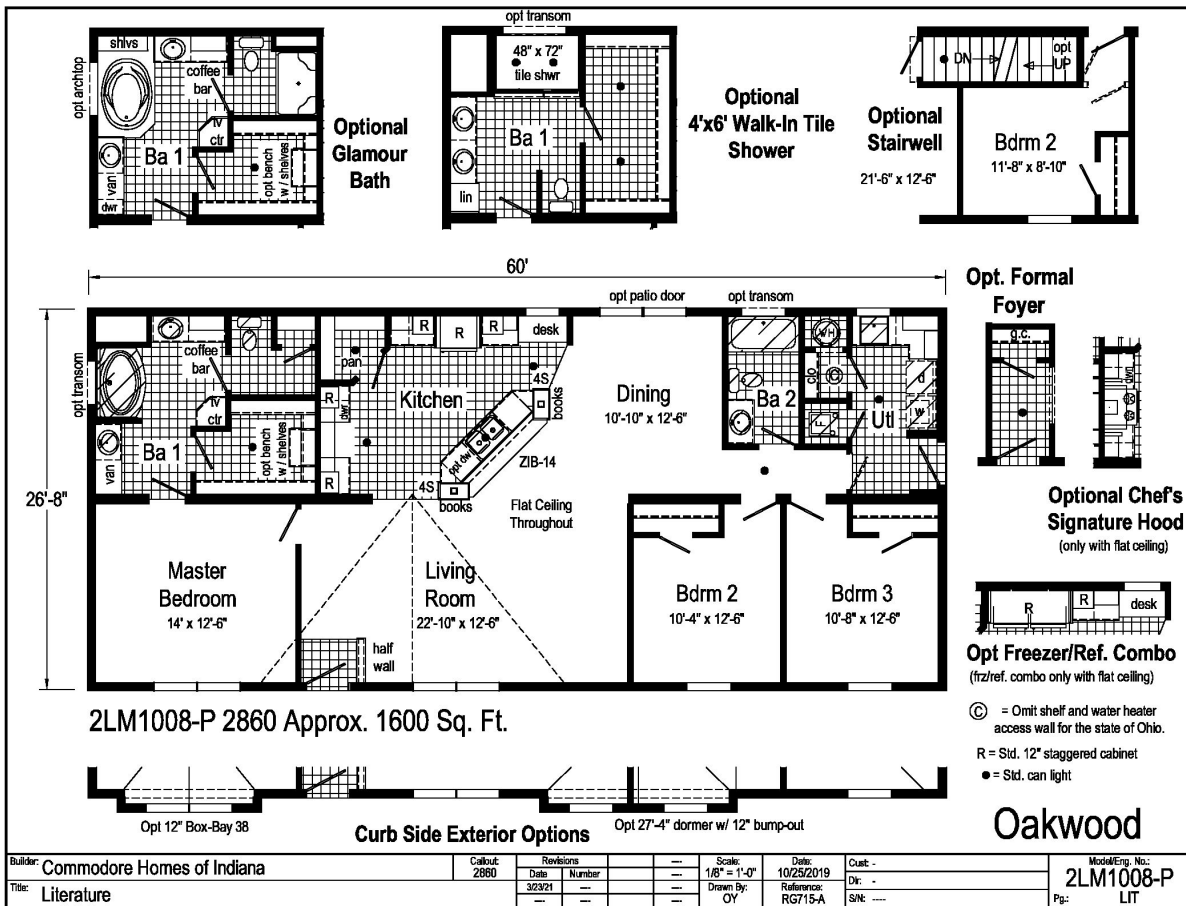 shlvs
coffee
bar
opt archtop
tv
ctr
Ba 1
van
dwr
opt bench
w/ shelves
Optional
Glamour
Bath
opt transom
48" x 72"
tile shwr
Ba 1
lin
Optional
4'x6' Walk-In Tile
Shower
DN
opt
UP
Optional
Stairwell
21'-6" x 12'-6"
Bdrm 2
11'-8" x 8'-10"
60'
26'-8"
opt patio door
opt transom
opt transom
coffee
bar
tv
ctr
Ba 1
van
opt bench
w/ shelves
pan
R
R
R
desk
R
dwr
R
Kitchen
4S
books
opt dw
ZIB-14
4S
books
Flat Ceiling
Throughout
Dining
10'-10" x 12'-6"
Ba 2
WH
clo
C
F
d
w
Utl
Master
Bedroom
14' x 12'-6"
Living
Room
22'-10" x 12'-6"
half
wall
Bdrm 2
10'-4" x 12'-6"
Bdrm 3
10'-8" x 12'-6"
Opt. Formal
Foyer
g.c.
dwr
Optional Chef's
Signature Hood
(only with flat ceiling)
R
R
desk
Opt Freezer/Ref. Combo
(frz/ref. combo only with flat ceiling)
Ⓒ = Omit shelf and water heater
access wall for the state of Ohio.
R = Std. 12" staggered cabinet
● = Std. can light
2LM1008-P 2860 Approx. 1600 Sq. Ft.
Opt 12" Box-Bay 38
Curb Side Exterior Options
Opt 27'-4" dormer w/ 12" bump-out
Oakwood
Builder: Commodore Homes of Indiana
Title: Literature
Callout:
2860
Revisions
Date Number
3/23/21 ---
--- ---
---
---
---
Scale:
1/8" = 1'-0"
Drawn By:
OY
Date:
10/25/2019
Reference:
RG715-A
Cust: -
Dlr: -
S/N: ----
Model/Eng. No.:
2LM1008-P
Pg.: LIT